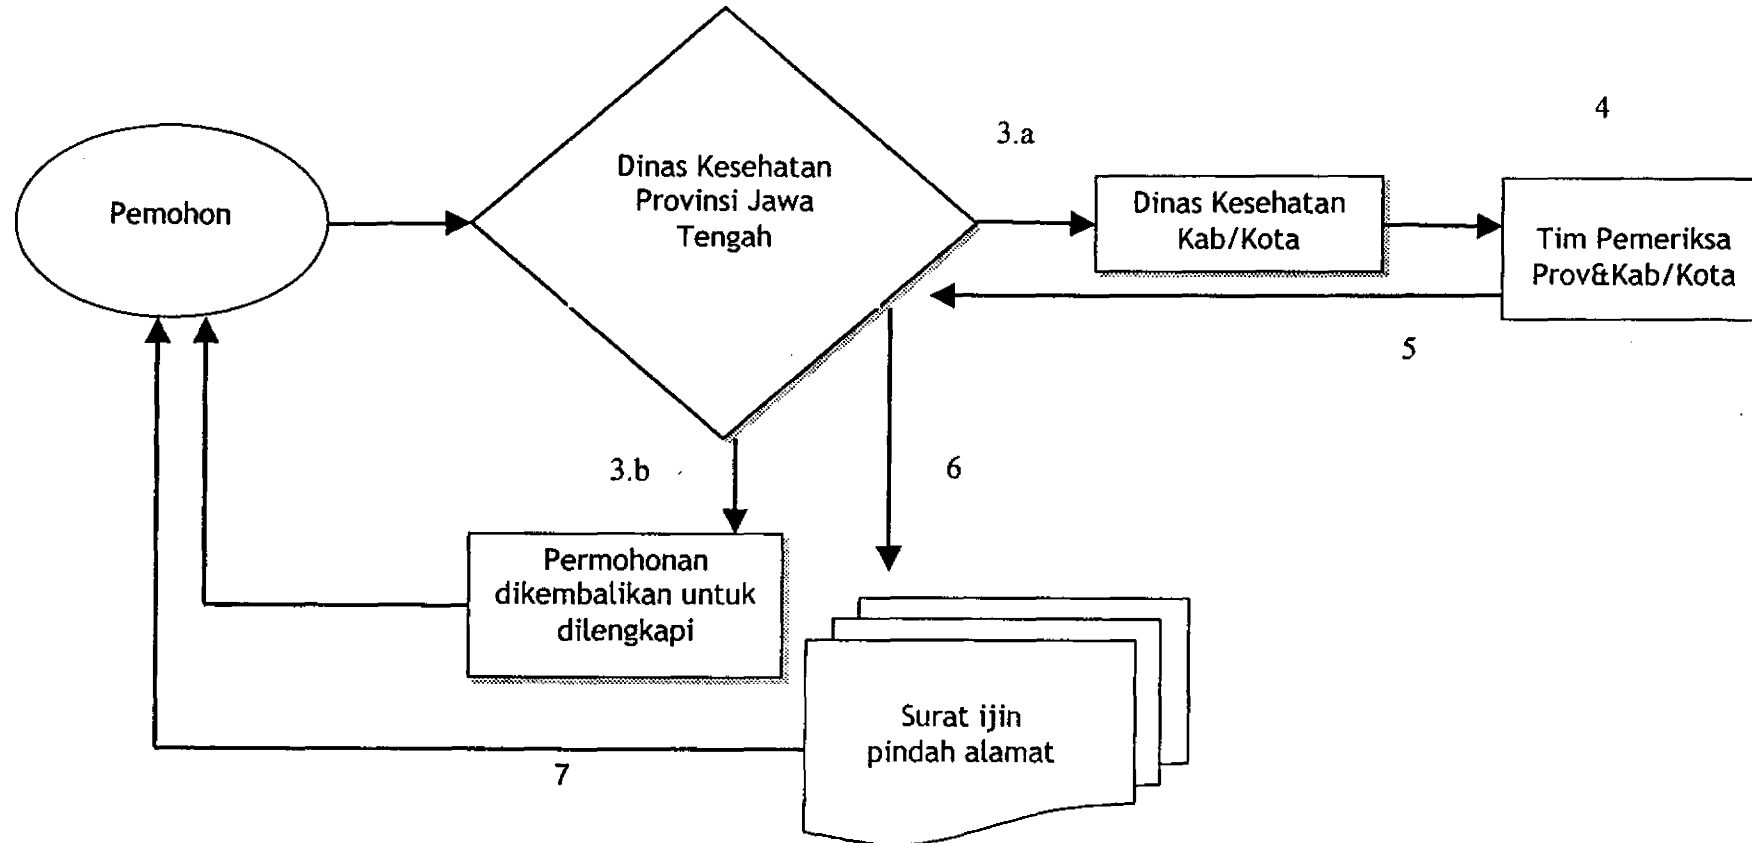 4
3.a
Pemohon
Dinas Kesehatan
Provinsi Jawa
Tengah
Dinas Kesehatan
Kab/Kota
Tim Pemeriksa
Prov&Kab/Kota
5
3.b
6
Permohonan
dikembalikan untuk
dilengkapi
Surat ijin
pindah alamat
7